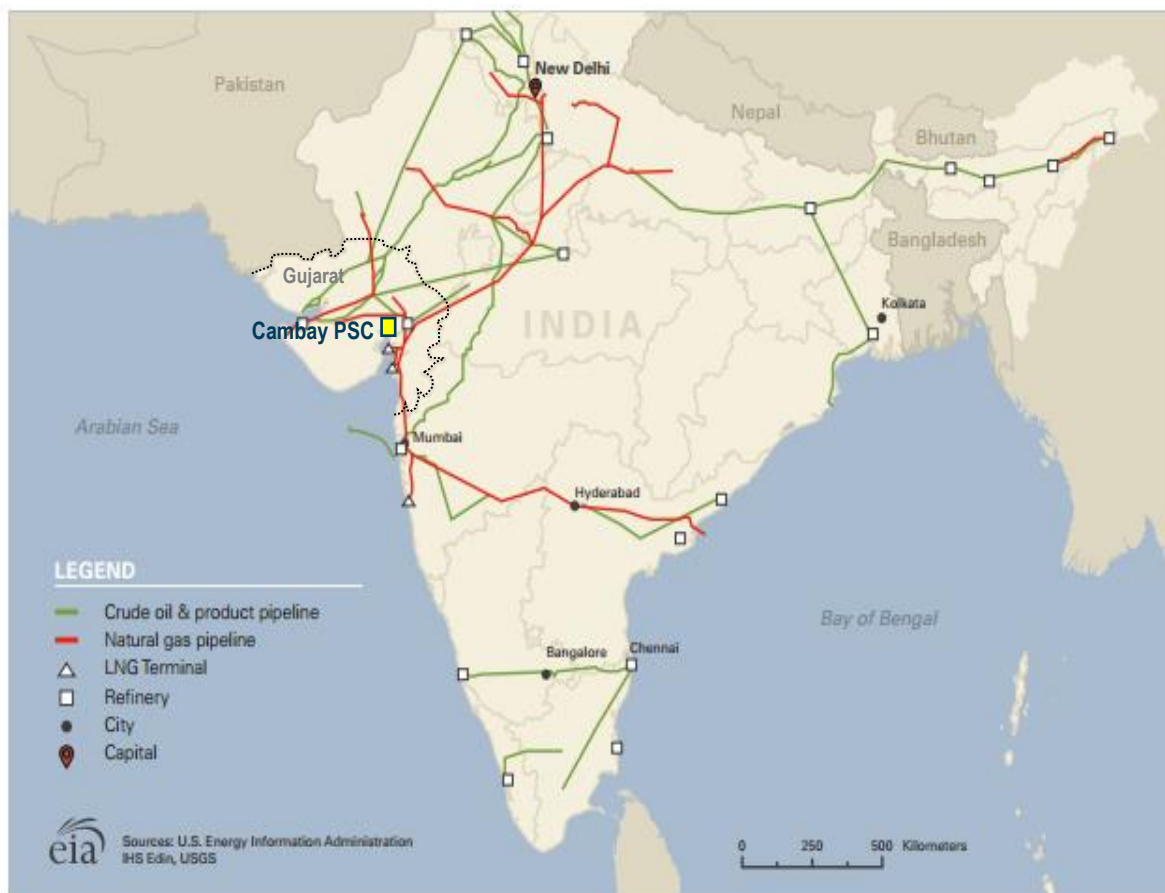 New Delhi
Pakistan
Nepal
Bhutan
Bangladesh
Gujarat
Kolkata
INDIA
Cambay PSC
Arabian Sea
Mumbai
Hyderabad
LEGEND
Crude oil & product pipeline
Natural gas pipeline
LNG Terminal
Refinery
City
Capital
Bay of Bengal
Bangalore
Chennai
eia
Sources: U.S. Energy Information Administration
IHS Edin, USGS
0 250 500 Kilometers